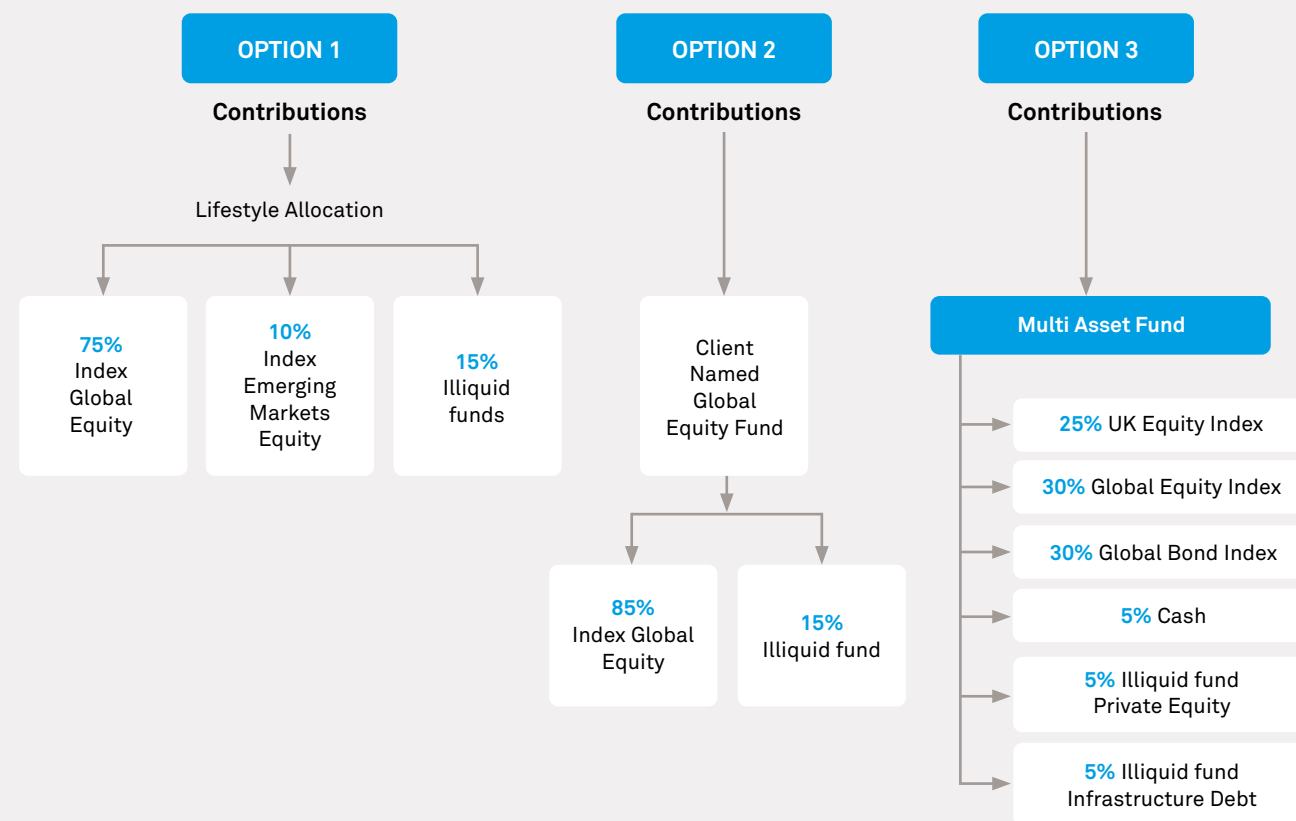 OPTION 1
Contributions
Lifestyle Allocation
75%
Index
Global
Equity
10%
Index
Emerging
Markets
Equity
15%
Illiquid
funds
OPTION 2
Contributions
Client
Named
Global
Equity Fund
85%
Index Global
Equity
15%
Illiquid fund
OPTION 3
Contributions
Multi Asset Fund
25% UK Equity Index
30% Global Equity Index
30% Global Bond Index
5% Cash
5% Illiquid fund
Private Equity
5% Illiquid fund
Infrastructure Debt